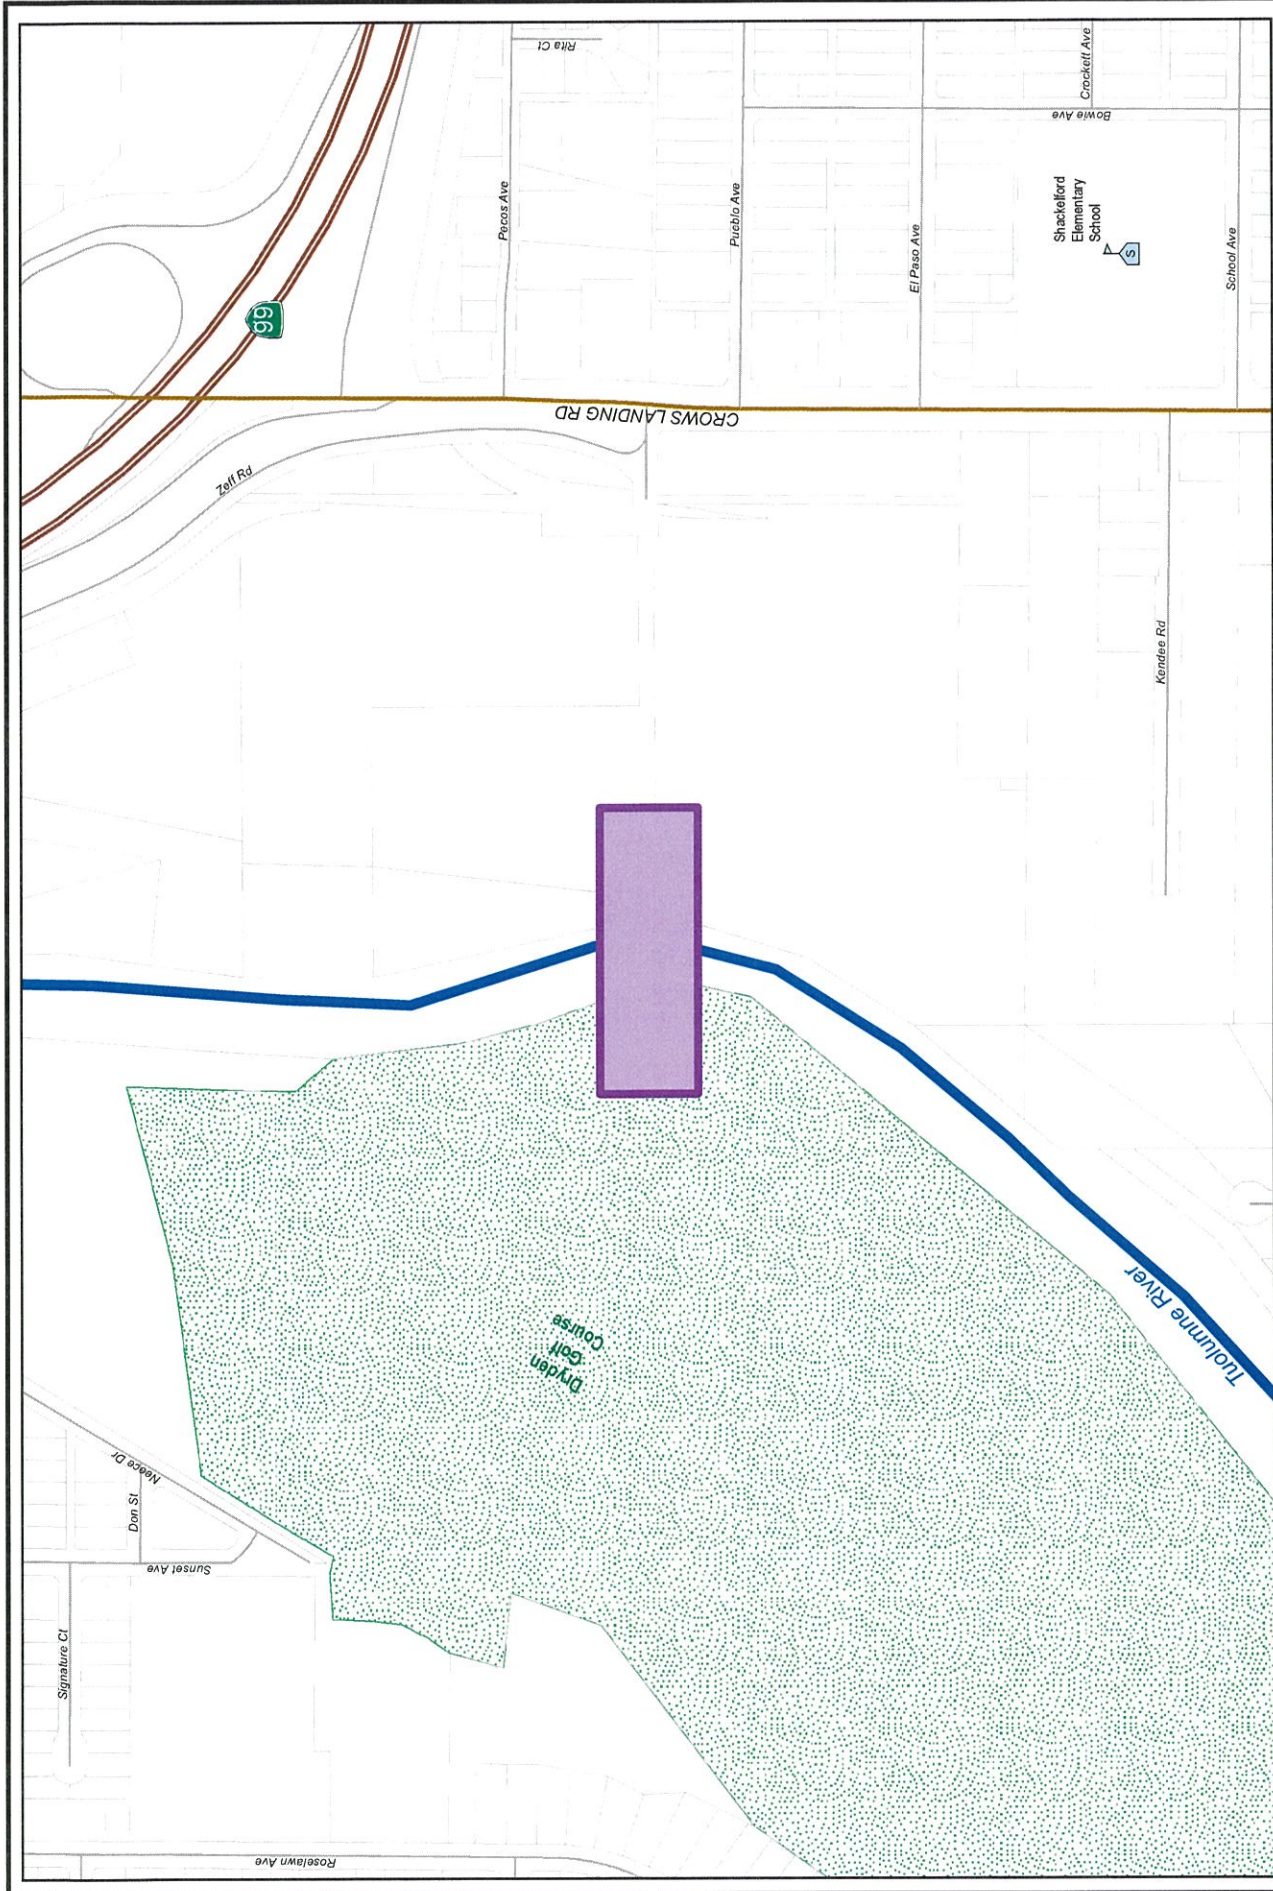 Rita Ct
Crockett Ave
Bowie Ave
Pecos Ave
Pueblo Ave
El Paso Ave
Shackelford
Elementary
School
S
School Ave
99
CROWS LANDING RD
Zeff Rd
Kendee Rd
Tuolumne River
Dryden
Golf
Course
Neece Dr
Don St
Sunset Ave
Signature Ct
Roselawn Ave